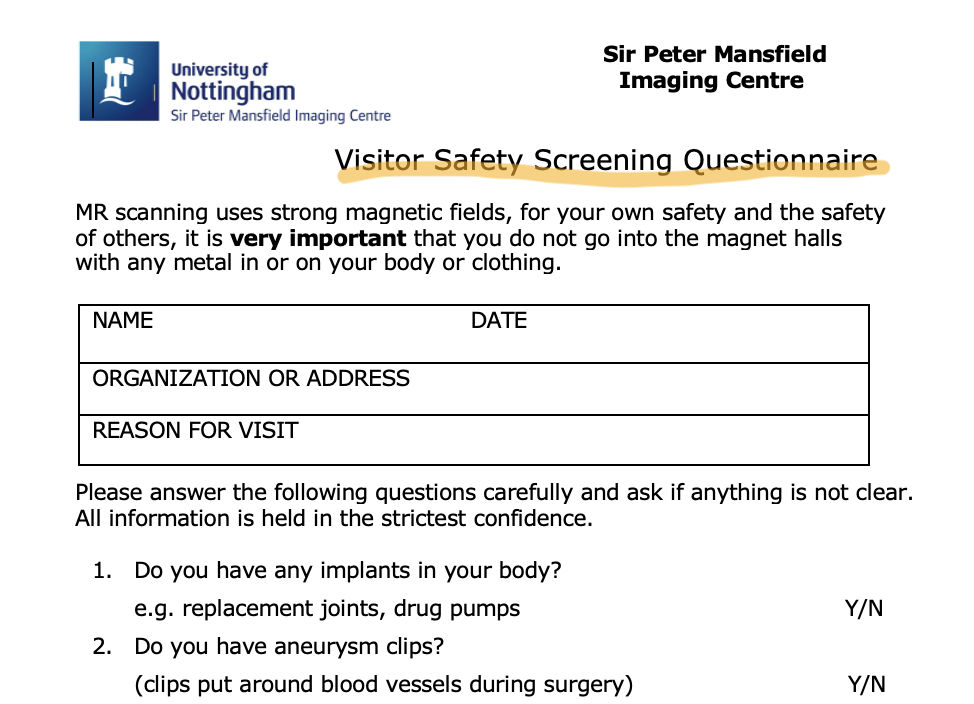 University of
Nottingham
Sir Peter Mansfield Imaging Centre
Sir Peter Mansfield
Imaging Centre
Visitor Safety Screening Questionnaire
MR scanning uses strong magnetic fields, for your own safety and the safety
of others, it is very important that you do not go into the magnet halls
with any metal in or on your body or clothing.
NAME DATE
ORGANIZATION OR ADDRESS
REASON FOR VISIT
Please answer the following questions carefully and ask if anything is not clear.
All information is held in the strictest confidence.
1. Do you have any implants in your body?
e.g. replacement joints, drug pumps Y/N
2. Do you have aneurysm clips?
(clips put around blood vessels during surgery) Y/N